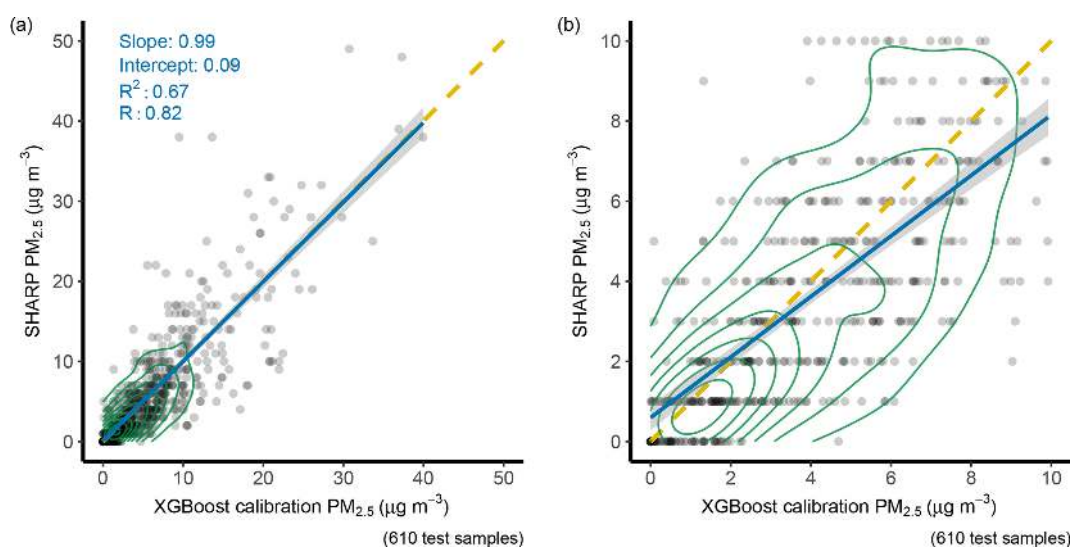 (a)
50
40
30
20
10
0
SHARP PM2.5 (µg m−3)
Slope: 0.99
Intercept: 0.09
R2 : 0.67
R : 0.82
0 10 20 30 40 50
XGBoost calibration PM2.5 (µg m−3)
(610 test samples)
(b)
10
8
6
4
2
0
SHARP PM2.5 (µg m−3)
0 2 4 6 8 10
XGBoost calibration PM2.5 (µg m−3)
(610 test samples)